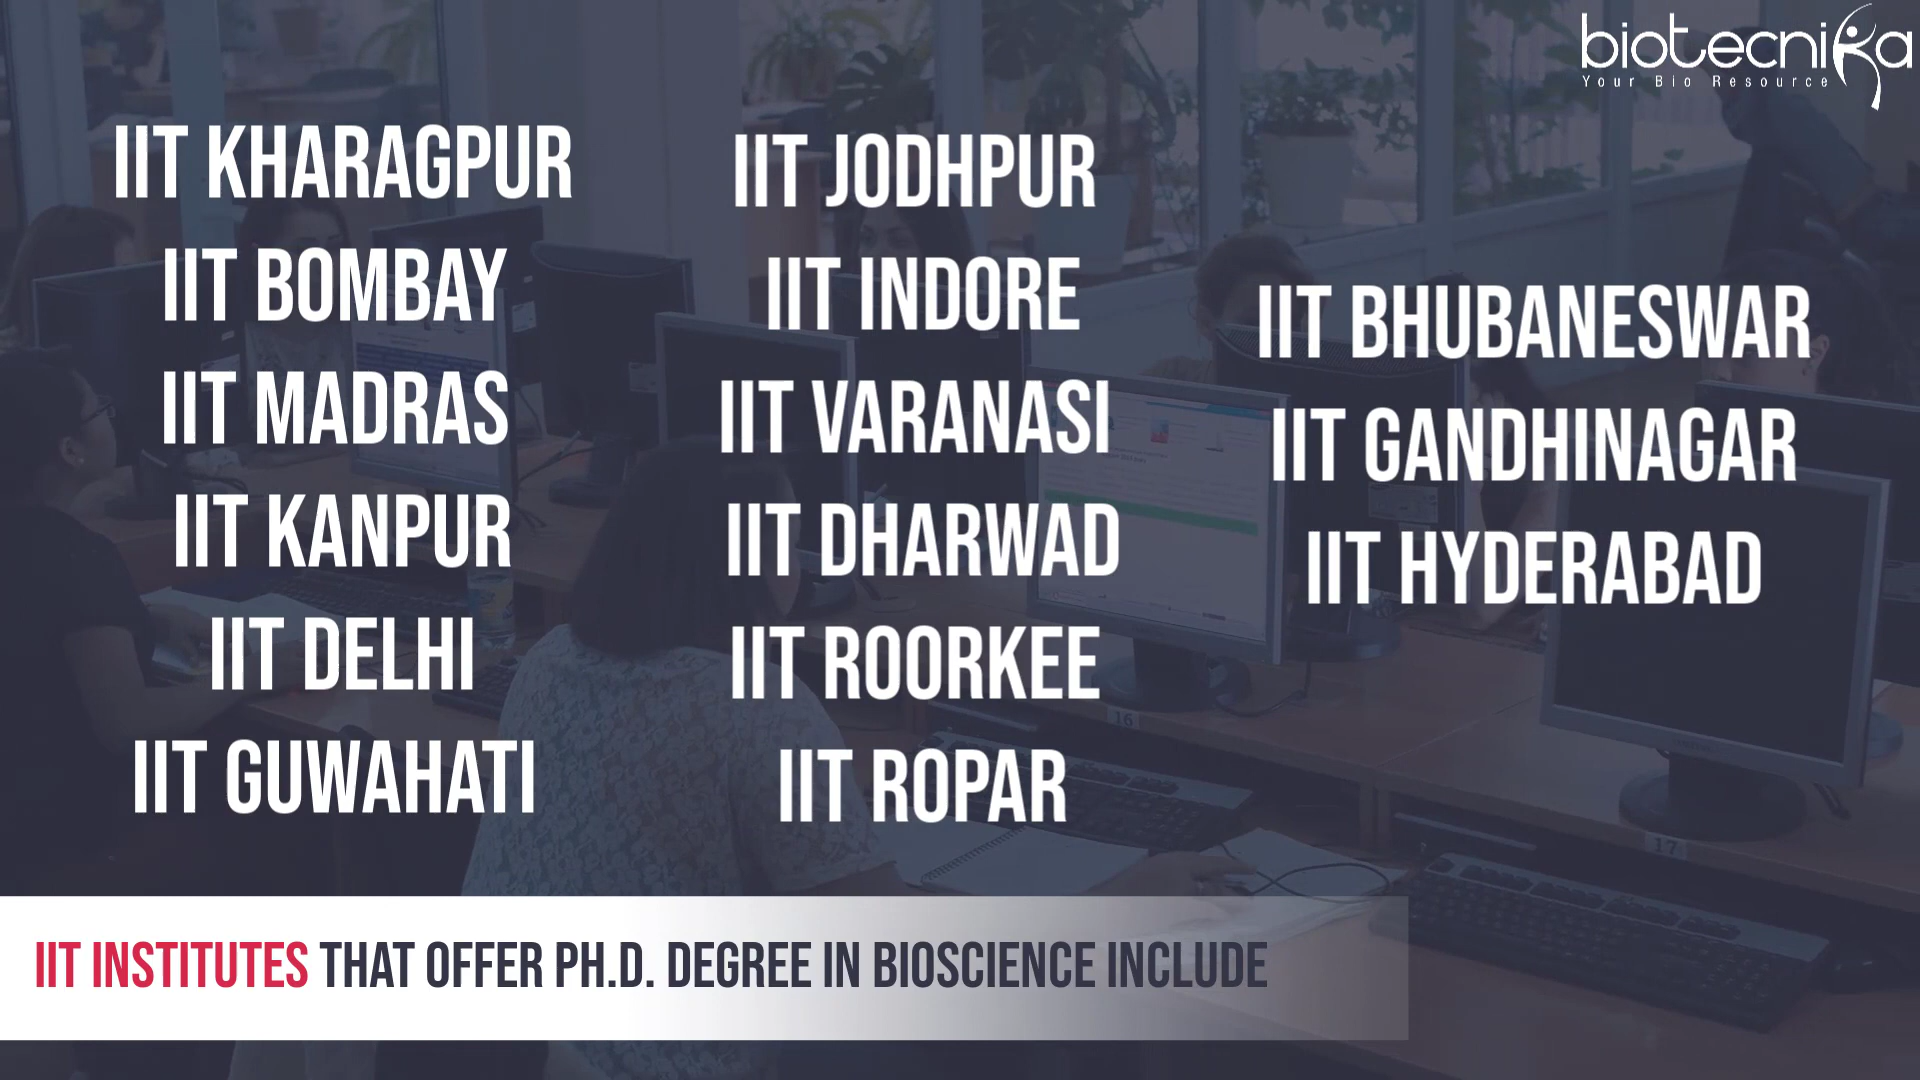 biotecnika
Your Bio Resource
IIT KHARAGPUR
IIT BOMBAY
IIT MADRAS
IIT KANPUR
IIT DELHI
IIT GUWAHATI
IIT JODHPUR
IIT INDORE
IIT VARANASI
IIT DHARWAD
IIT ROORKEE
IIT ROPAR
IIT BHUBANESWAR
IIT GANDHINAGAR
IIT HYDERABAD
16
17
IIT INSTITUTES THAT OFFER PH.D. DEGREE IN BIOSCIENCE INCLUDE